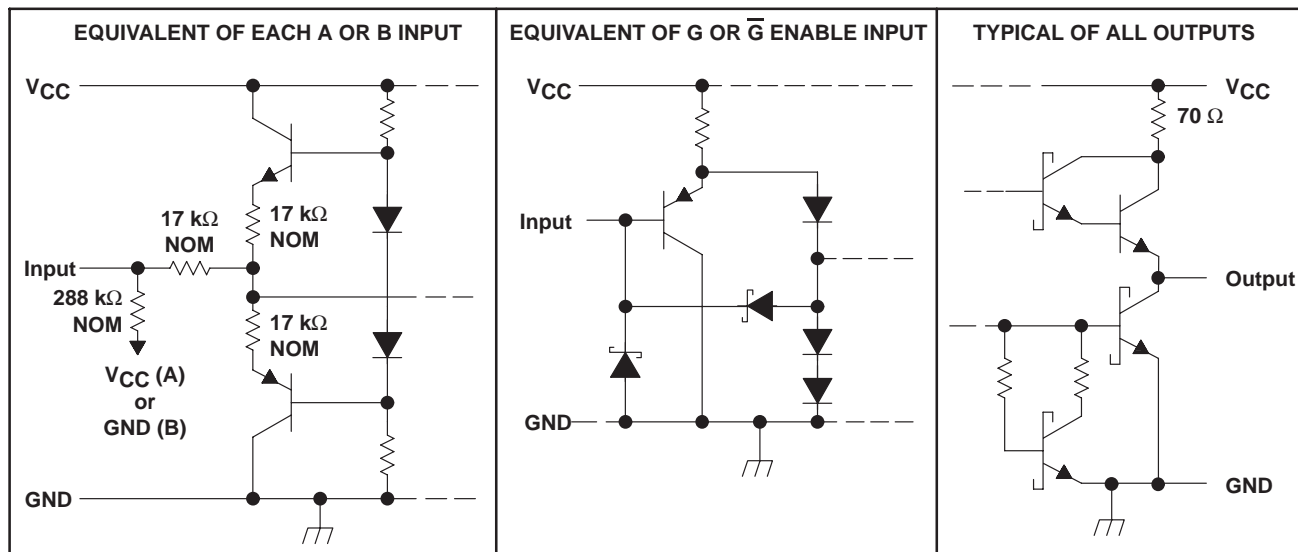 EQUIVALENT OF EACH A OR B INPUT
VCC
17 kΩ
NOM
17 kΩ
NOM
Input
288 kΩ
NOM
17 kΩ
NOM
VCC (A)
or
GND (B)
GND
EQUIVALENT OF G OR G̅ ENABLE INPUT
VCC
Input
GND
TYPICAL OF ALL OUTPUTS
VCC
70 Ω
Output
GND